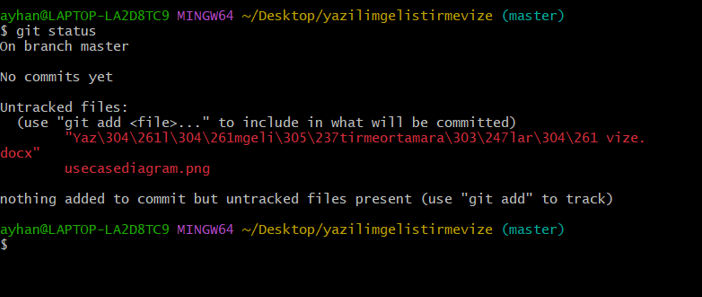 ayhan@LAPTOP-LA2D8TC9 MINGW64 ~/Desktop/yazilimgelistirmevize (master)
$ git status
On branch master
No commits yet
Untracked files:
(use "git add <file>..." to include in what will be committed)
"Yaz\304\261l\304\261mgeli\305\237tirmeortamara\303\247lar\304\261 vize.
docx"
usecasediagram.png
nothing added to commit but untracked files present (use "git add" to track)
ayhan@LAPTOP-LA2D8TC9 MINGW64 ~/Desktop/yazilimgelistirmevize (master)
$